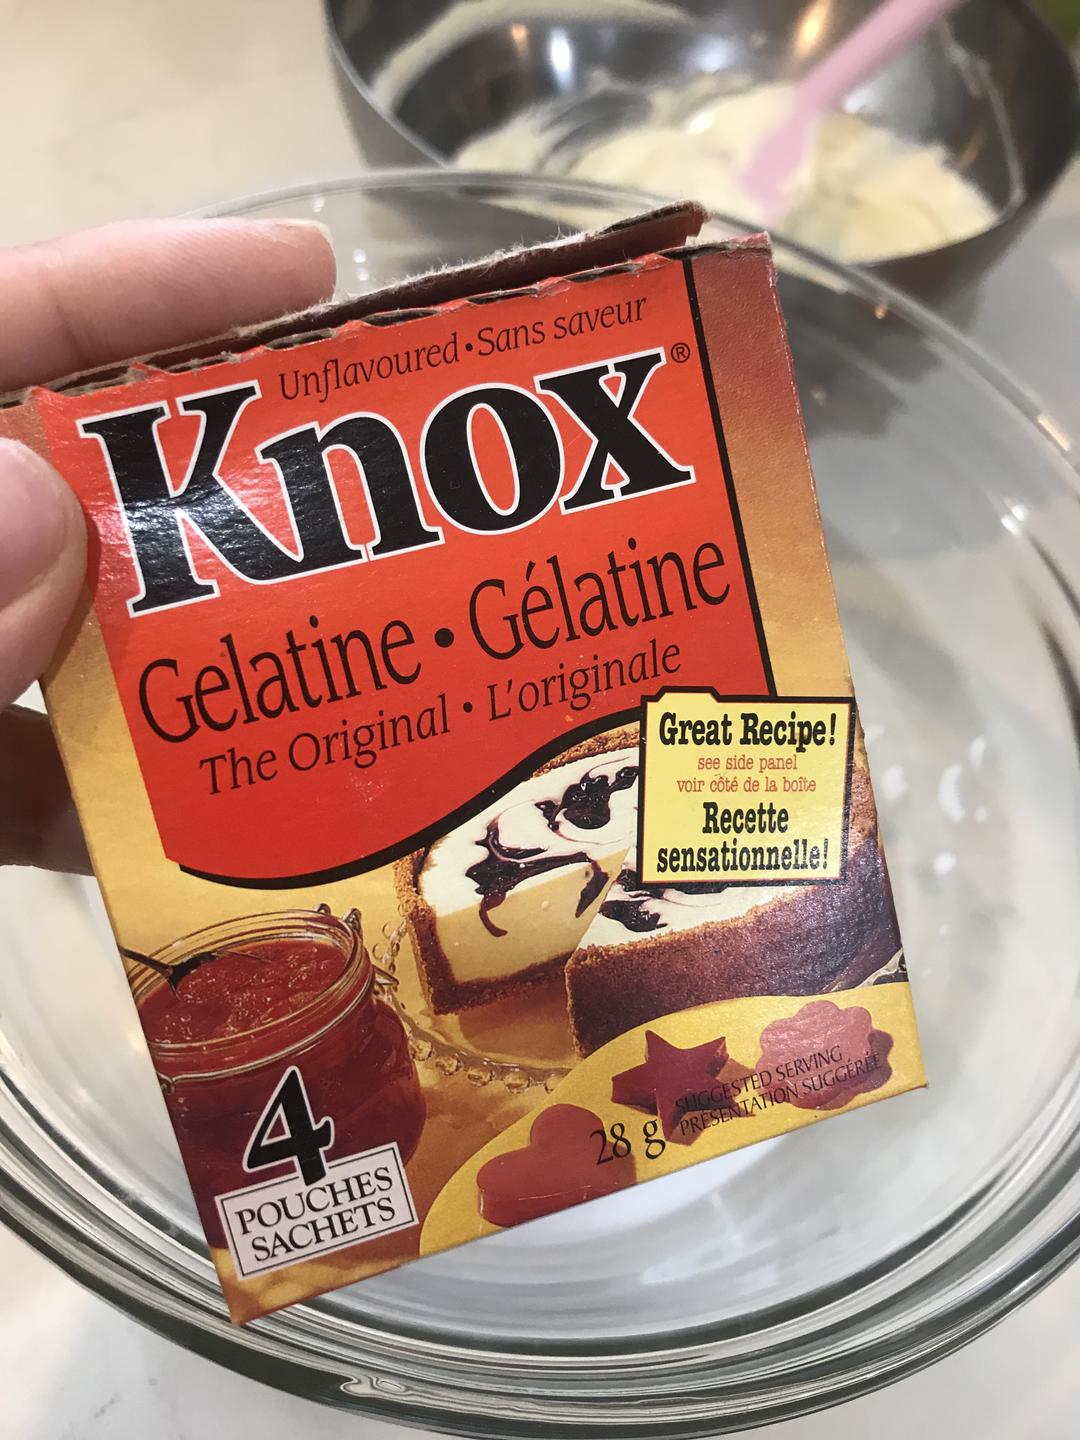 Unflavoured • Sans saveur
Knox®
Gelatine • Gélatine
The Original • L'originale
Great Recipe!
see side panel
voir côté de la boîte
Recette
sensationnelle!
SUGGESTED SERVING
PRÉSENTATION SUGGÉRÉE
28 g
4
POUCHES
SACHETS